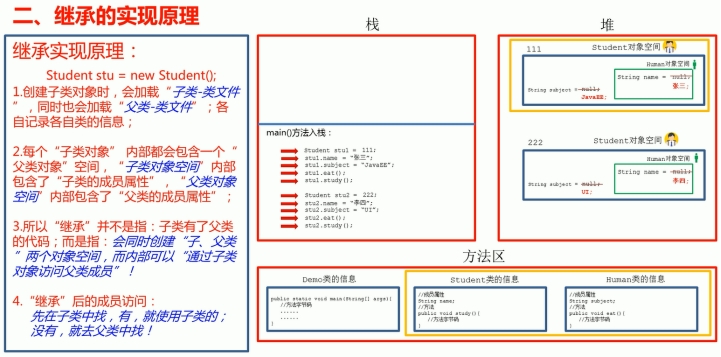 二、继承的实现原理
继承实现原理：
Student stu = new Student();
1.创建子类对象时，会加载“子类-类文件
”，同时也会加载“父类-类文件”；各
自记录各自类的信息；
2.每个“子类对象” 内部都会包含一个“
父类对象”空间，“子类对象空间”内部
包含了“子类的成员属性”，“父类对象
空间”内部包含了“父类的成员属性”；
3.所以“继承”并不是指：子类有了父类
的代码；而是指：会同时创建“子、父类
”两个对象空间，而内部可以“通过子类
对象访问父类成员”！
4.“继承”后的成员访问：
先在子类中找，有，就使用子类的；
没有，就去父类中找！
栈
main()方法入栈：
Student stu1 = 111;
stu1.name = "张三";
stu1.subject = "JavaEE";
stu1.eat();
stu1.study();
Student stu2 = 222;
stu2.name = "李四";
stu2.subject = "UI";
stu2.eat();
stu2.study();
堆
111
Student对象空间
Human对象空间
String name = null;
张三;
String subject = null;
JavaEE;
222
Student对象空间
Human对象空间
String name = null;
李四;
String subject = null;
UI;
方法区
Demo类的信息
public static void main(String[] args){
//方法字节码
......
......
}
Student类的信息
//成员属性
String name;
//方法
public void study(){
//方法字节码
}
Human类的信息
//成员属性
String subject;
//方法
public void eat(){
//方法字节码
}